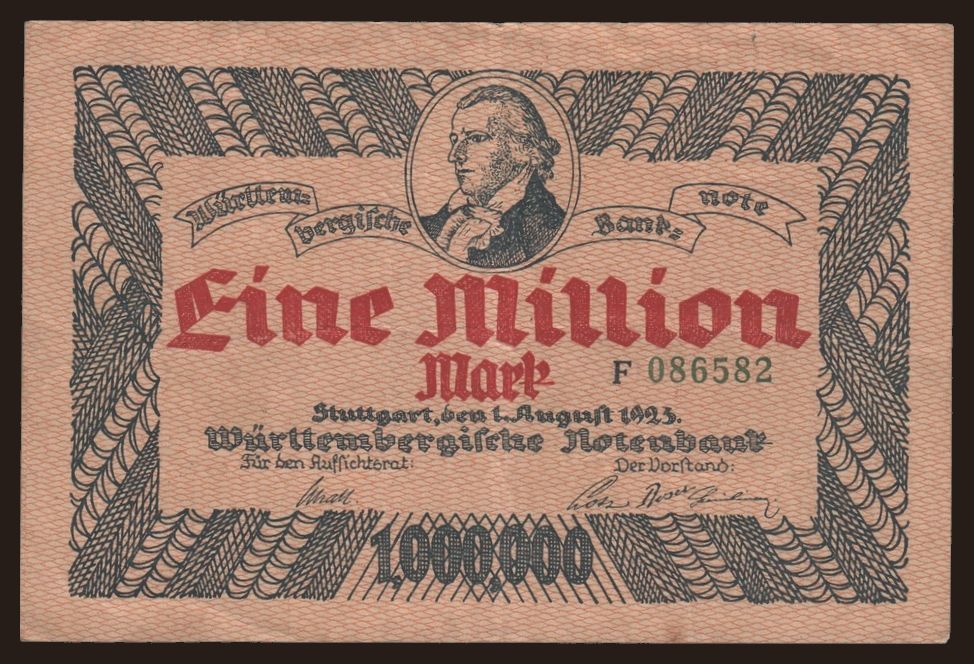 Württem=
bergische
Bank=
note
Eine Million
Mark
F 086582
Stuttgart, den 1. August 1923.
Württembergische Notenbank
Für den Aufsichtsrat:
Der Vorstand:
1,000,000